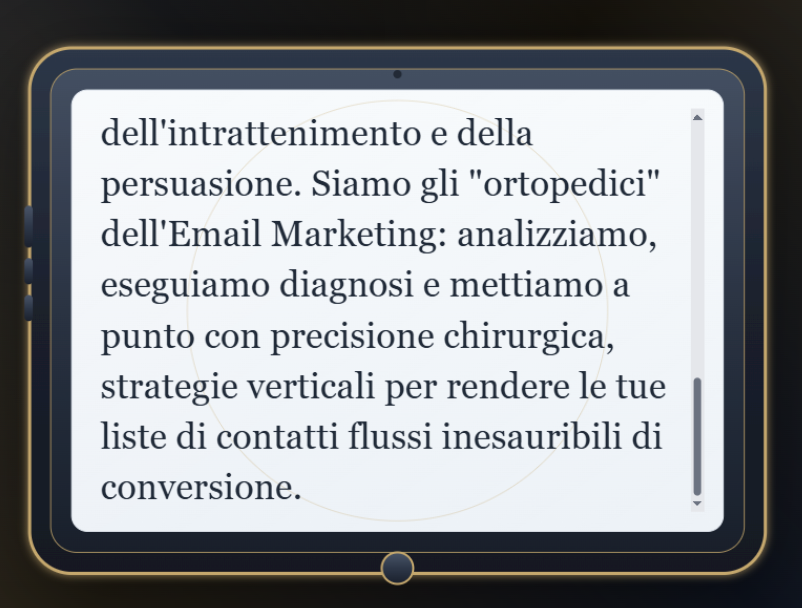 dell'intrattenimento e della
persuasione. Siamo gli "ortopedici"
dell'Email Marketing: analizziamo,
eseguiamo diagnosi e mettiamo a
punto con precisione chirurgica,
strategie verticali per rendere le tue
liste di contatti flussi inesauribili di
conversione.